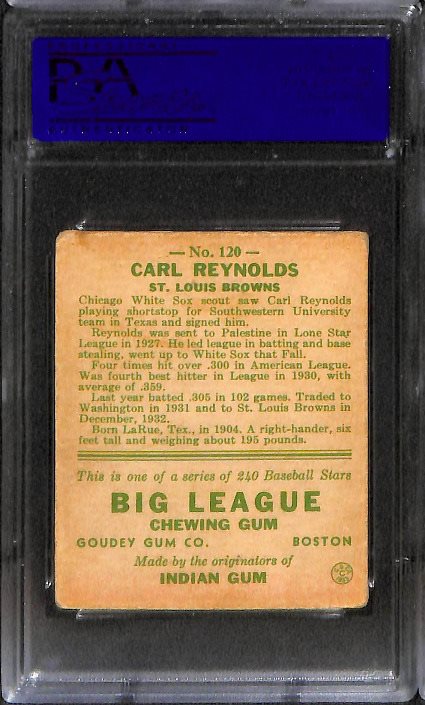 PSA
— No. 120 —
CARL REYNOLDS
ST. LOUIS BROWNS
Chicago White Sox scout saw Carl Reynolds
playing shortstop for Southwestern University
team in Texas and signed him.
Reynolds was sent to Palestine in Lone Star
League in 1927. He led league in batting and base
stealing, went up to White Sox that Fall.
Four times hit over .300 in American League.
Was fourth best hitter in League in 1930, with
average of .359.
Last year batted .305 in 102 games. Traded to
Washington in 1931 and to St. Louis Browns in
December, 1932.
Born LaRue, Tex., in 1904. A right-hander, six
feet tall and weighing about 195 pounds.
This is one of a series of 240 Baseball Stars
BIG LEAGUE
CHEWING GUM
GOUDEY GUM CO. BOSTON
Made by the originators of
INDIAN GUM